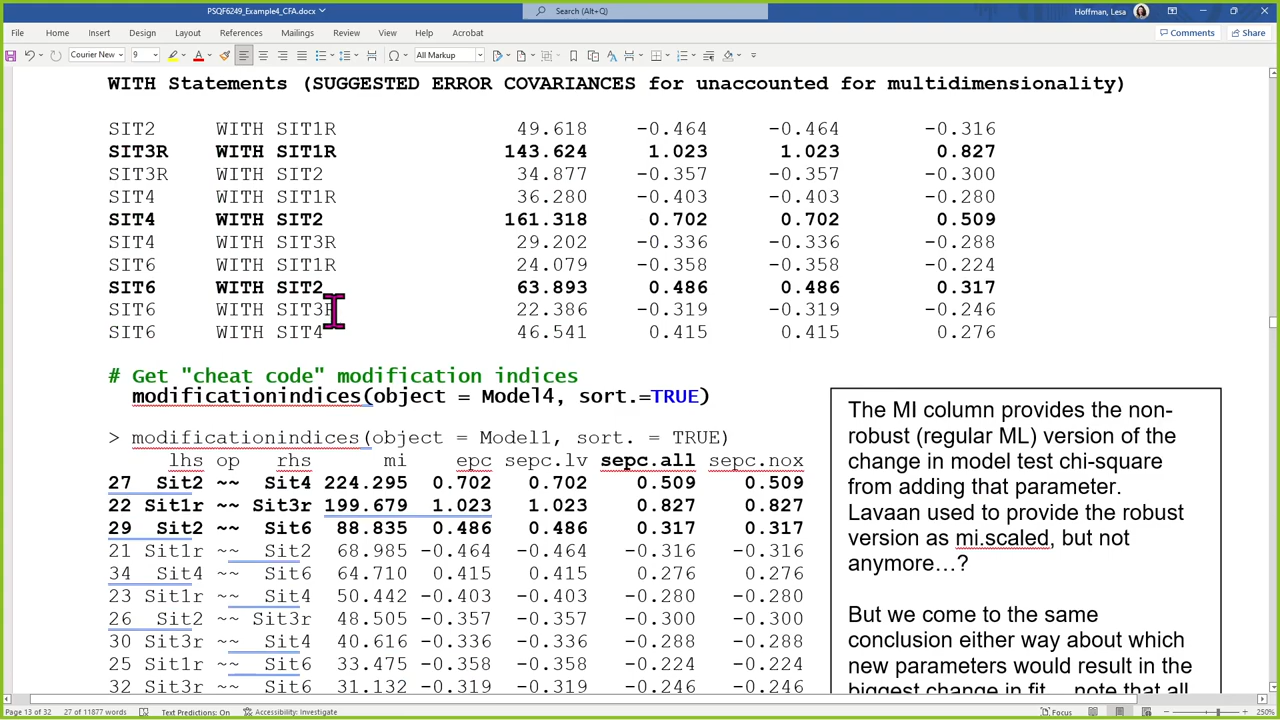 PSQF6249_Example4_CFA.docx
Search (Alt+Q)
Hoffman, Lesa
File Home Insert Draw Design Layout References Mailings Review View Help Acrobat
Comments Share
Courier New 9 All Markup
WITH Statements (SUGGESTED ERROR COVARIANCES for unaccounted for multidimensionality)
SIT2 WITH SIT1R 49.618 -0.464 -0.464 -0.316
SIT3R WITH SIT1R 143.624 1.023 1.023 0.827
SIT3R WITH SIT2 34.877 -0.357 -0.357 -0.300
SIT4 WITH SIT1R 36.280 -0.403 -0.403 -0.280
SIT4 WITH SIT2 161.318 0.702 0.702 0.509
SIT4 WITH SIT3R 29.202 -0.336 -0.336 -0.288
SIT6 WITH SIT1R 24.079 -0.358 -0.358 -0.224
SIT6 WITH SIT2 63.893 0.486 0.486 0.317
SIT6 WITH SIT3R 22.386 -0.319 -0.319 -0.246
SIT6 WITH SIT4 46.541 0.415 0.415 0.276
# Get "cheat code" modification indices
modificationindices(object = Model4, sort.=TRUE)
> modificationindices(object = Model1, sort. = TRUE)
lhs op rhs mi epc sepc.lv sepc.all sepc.nox
27 Sit2 ~~ Sit4 224.295 0.702 0.702 0.509 0.509
22 Sit1r ~~ Sit3r 199.679 1.023 1.023 0.827 0.827
29 Sit2 ~~ Sit6 88.835 0.486 0.486 0.317 0.317
21 Sit1r ~~ Sit2 68.985 -0.464 -0.464 -0.316 -0.316
34 Sit4 ~~ Sit6 64.710 0.415 0.415 0.276 0.276
23 Sit1r ~~ Sit4 50.442 -0.403 -0.403 -0.280 -0.280
26 Sit2 ~~ Sit3r 48.505 -0.357 -0.357 -0.300 -0.300
30 Sit3r ~~ Sit4 40.616 -0.336 -0.336 -0.288 -0.288
25 Sit1r ~~ Sit6 33.475 -0.358 -0.358 -0.224 -0.224
32 Sit3r ~~ Sit6 31.132 -0.319 -0.319 -0.246 -0.246
The MI column provides the non-
robust (regular ML) version of the
change in model test chi-square
from adding that parameter.
Lavaan used to provide the robust
version as mi.scaled, but not
anymore…?
But we come to the same
conclusion either way about which
new parameters would result in the
biggest change in fit… note that all
Page 13 of 32 27 of 11877 words Text Predictions: On Accessibility: Investigate
Focus 250%